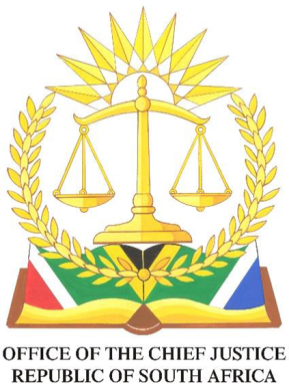 OFFICE OF THE CHIEF JUSTICE
REPUBLIC OF SOUTH AFRICA